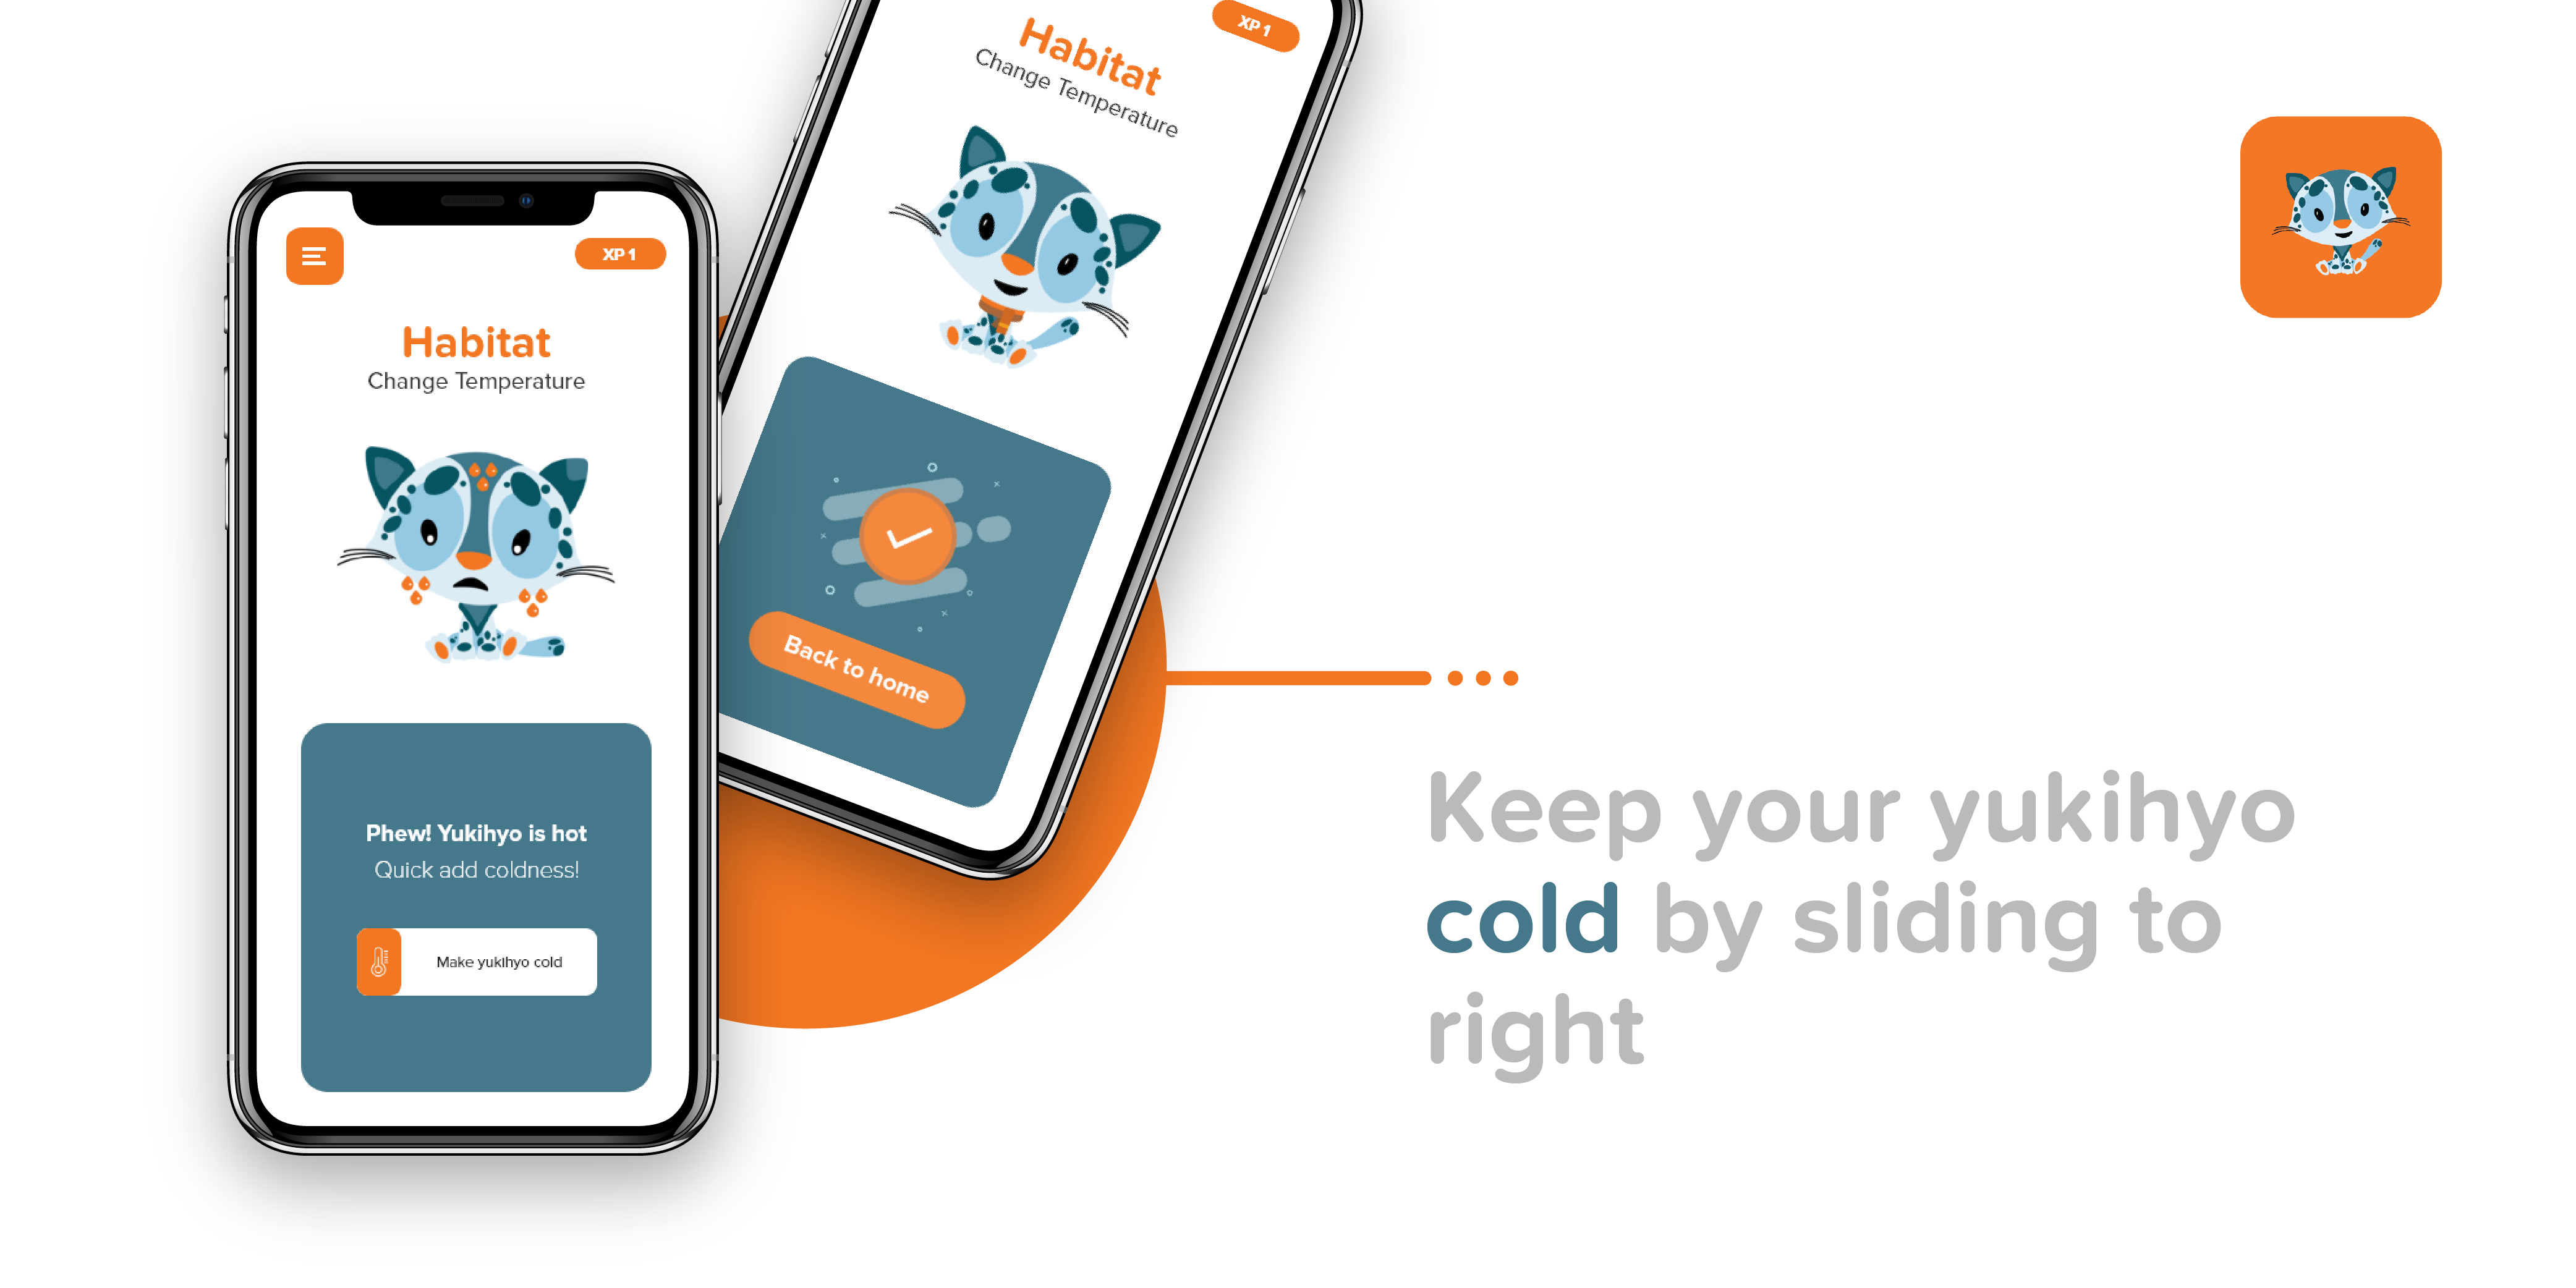 XP 1
Habitat
Change Temperature
Phew! Yukihyo is hot
Quick add coldness!
Make yukihyo cold
XP 1
Habitat
Change Temperature
Back to home
Keep your yukihyo
cold by sliding to
right